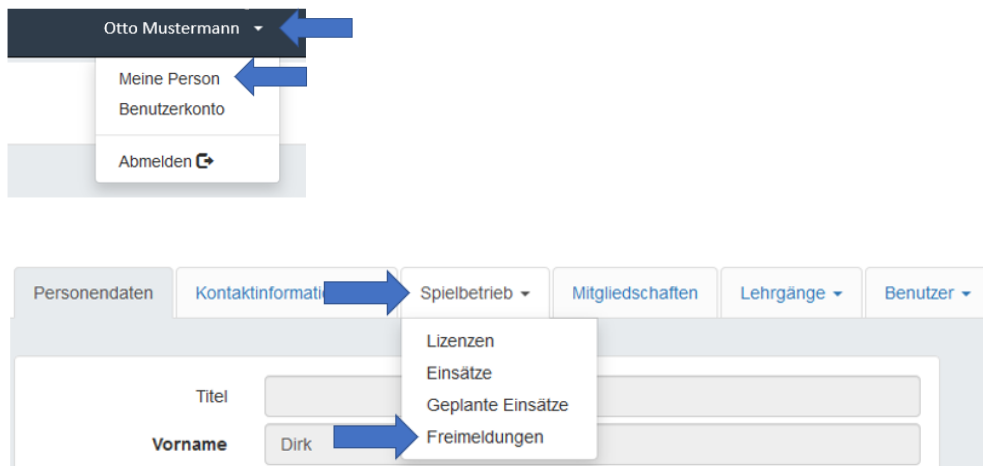 Otto Mustermann
Meine Person
Benutzerkonto
Abmelden
Personendaten Spielbetrieb Mitgliedschaften Lehrgänge Benutzer
Lizenzen
Einsätze
Titel
Geplante Einsätze
Vorname Dirk Freimeldungen